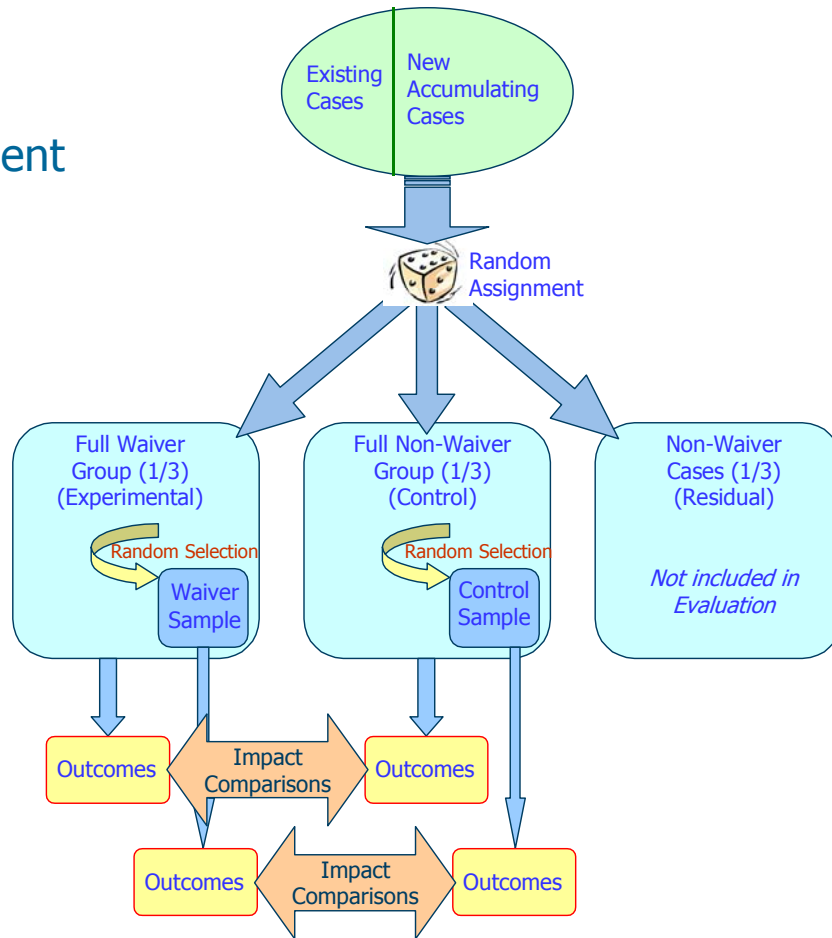 Existing
Cases
New
Accumulating
Cases
ent
Random
Assignment
Full Waiver
Group (1/3)
(Experimental)
Random Selection
Waiver
Sample
Full Non-Waiver
Group (1/3)
(Control)
Random Selection
Control
Sample
Non-Waiver
Cases (1/3)
(Residual)
Not included in
Evaluation
Outcomes
Impact
Comparisons
Outcomes
Outcomes
Impact
Comparisons
Outcomes